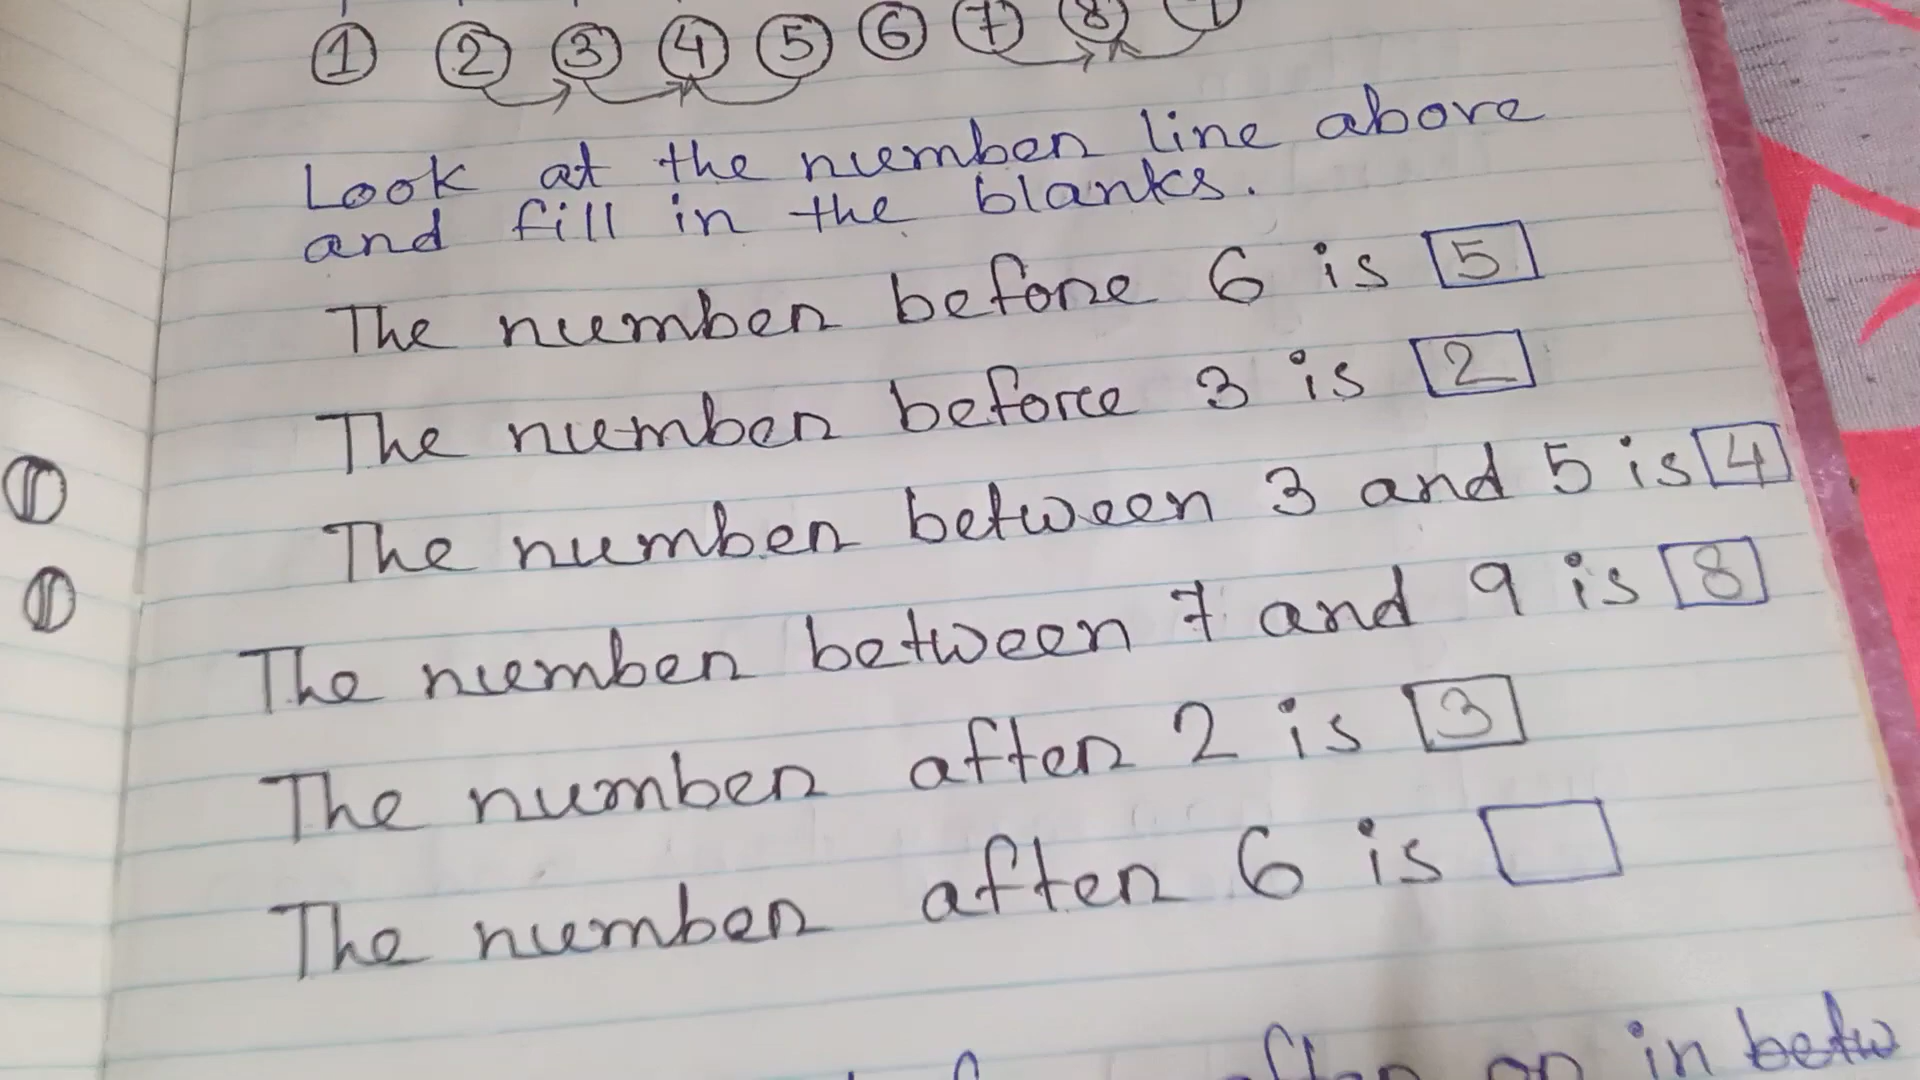 1 2 3 4 5 6 7 8
Look at the number line above
and fill in the blanks.
The number before 6 is 5
The number before 3 is 2
The number between 3 and 5 is 4
The number between 7 and 9 is 8
The number after 2 is 3
The number after 6 is
in betw